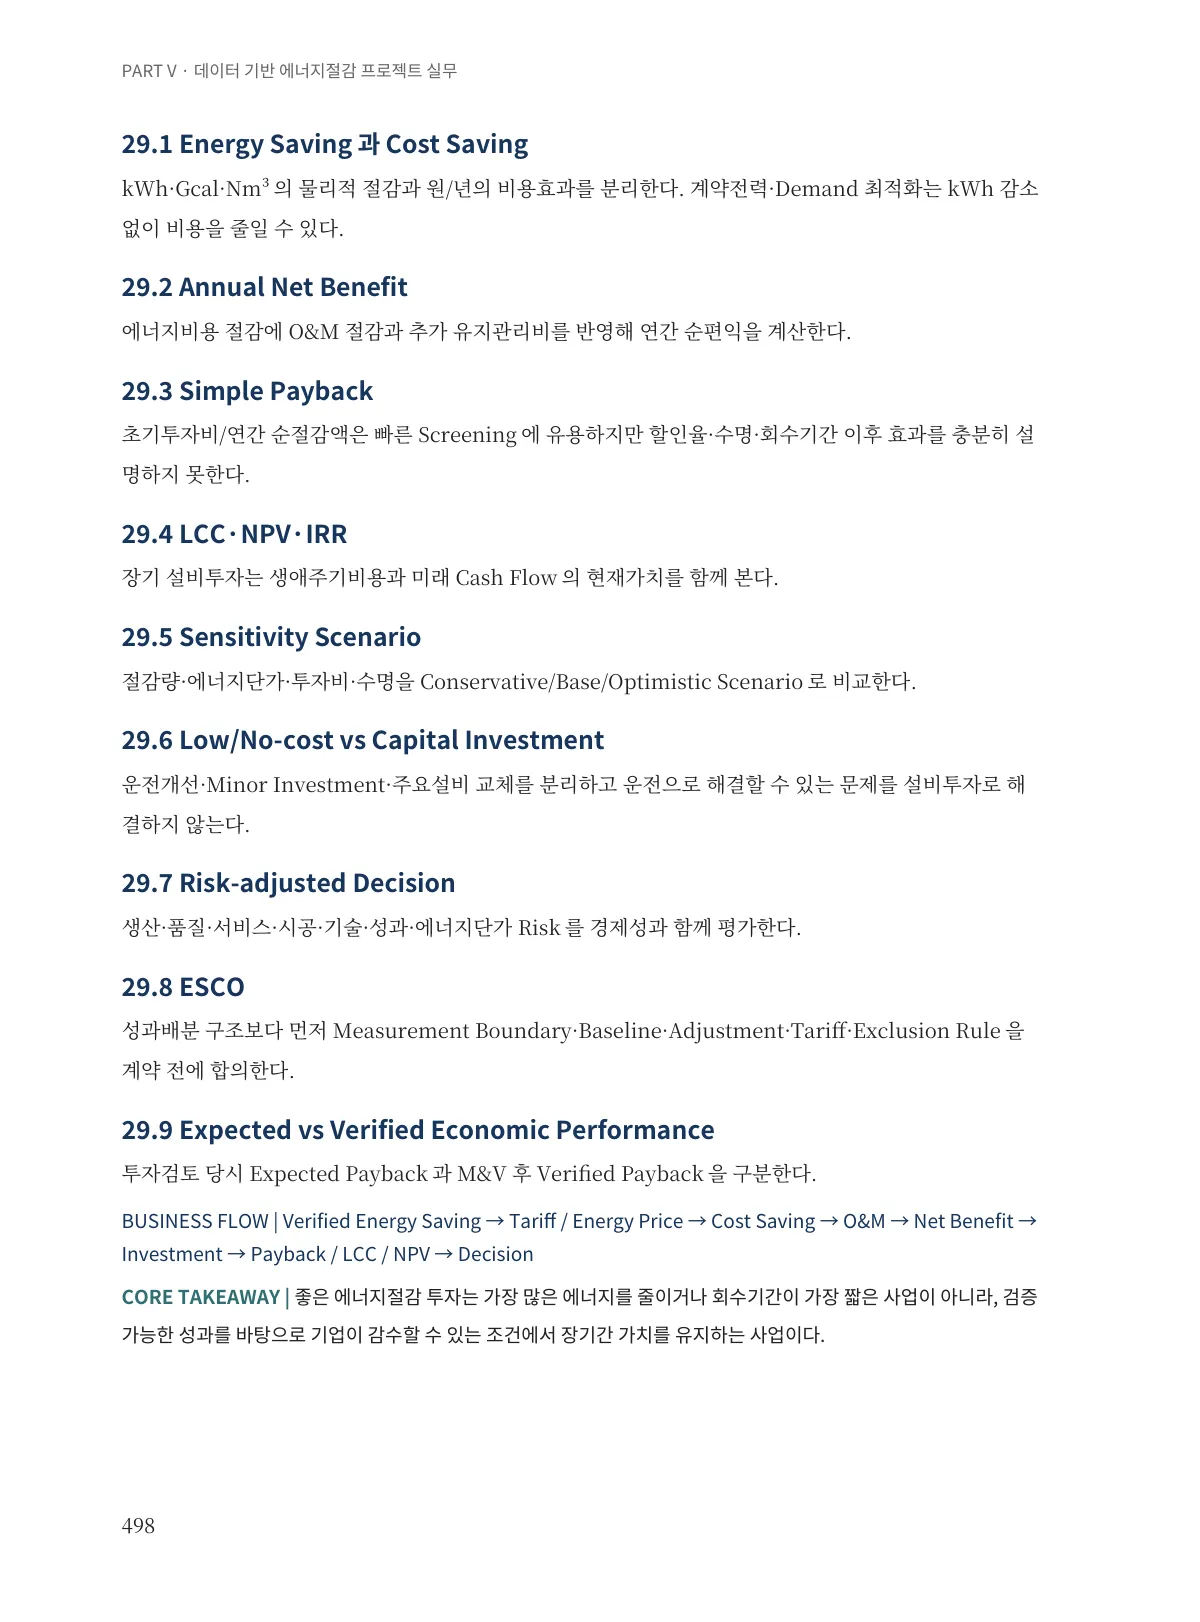 PART V · 데이터 기반 에너지절감 프로젝트 실무
29.1 Energy Saving 과 Cost Saving
kWh·Gcal·Nm³ 의 물리적 절감과 원/년의 비용효과를 분리한다. 계약전력·Demand 최적화는 kWh 감소
없이 비용을 줄일 수 있다.
29.2 Annual Net Benefit
에너지비용 절감에 O&M 절감과 추가 유지관리비를 반영해 연간 순편익을 계산한다.
29.3 Simple Payback
초기투자비/연간 순절감액은 빠른 Screening 에 유용하지만 할인율·수명·회수기간 이후 효과를 충분히 설
명하지 못한다.
29.4 LCC·NPV·IRR
장기 설비투자는 생애주기비용과 미래 Cash Flow 의 현재가치를 함께 본다.
29.5 Sensitivity Scenario
절감량·에너지단가·투자비·수명을 Conservative/Base/Optimistic Scenario 로 비교한다.
29.6 Low/No-cost vs Capital Investment
운전개선·Minor Investment·주요설비 교체를 분리하고 운전으로 해결할 수 있는 문제를 설비투자로 해
결하지 않는다.
29.7 Risk-adjusted Decision
생산·품질·서비스·시공·기술·성과·에너지단가 Risk 를 경제성과 함께 평가한다.
29.8 ESCO
성과배분 구조보다 먼저 Measurement Boundary·Baseline·Adjustment·Tariff·Exclusion Rule 을
계약 전에 합의한다.
29.9 Expected vs Verified Economic Performance
투자검토 당시 Expected Payback 과 M&V 후 Verified Payback 을 구분한다.
BUSINESS FLOW | Verified Energy Saving → Tariff / Energy Price → Cost Saving → O&M → Net Benefit →
Investment → Payback / LCC / NPV → Decision
CORE TAKEAWAY | 좋은 에너지절감 투자는 가장 많은 에너지를 줄이거나 회수기간이 가장 짧은 사업이 아니라, 검증
가능한 성과를 바탕으로 기업이 감수할 수 있는 조건에서 장기간 가치를 유지하는 사업이다.
498